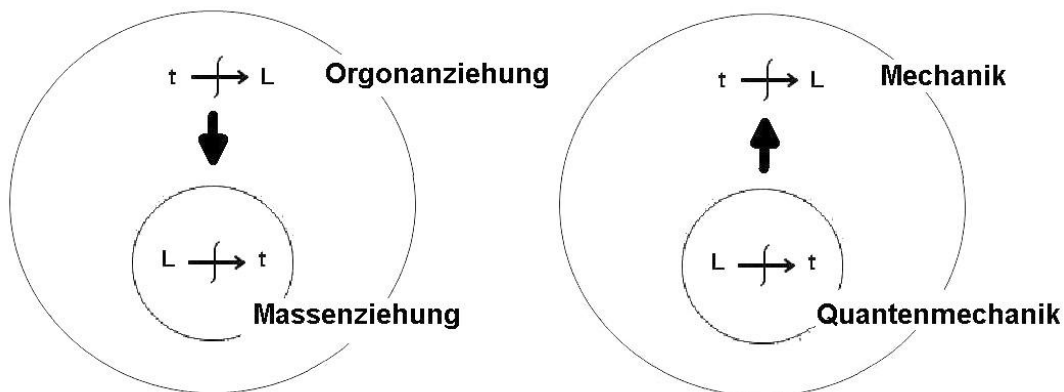 t L Orgonanziehung
L t
Massenziehung
t L Mechanik
L t
Quantenmechanik